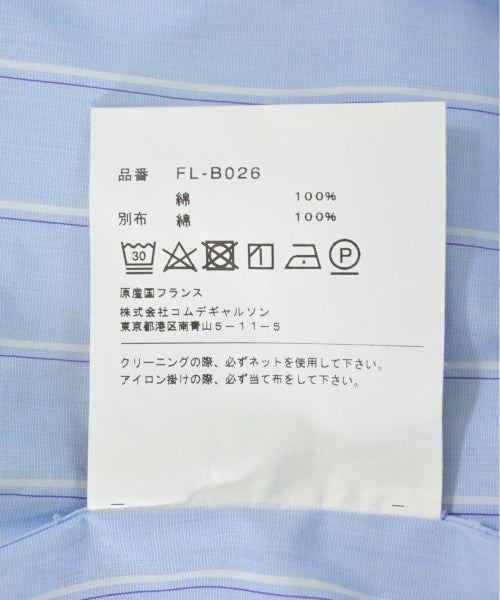 品番 FL-B026
綿 100%
別布 綿 100%
30 P
原産国フランス
株式会社コムデギャルソン
東京都港区南青山5-11-5
クリーニングの際、必ずネットを使用して下さい。
アイロン掛けの際、必ず当て布をして下さい。